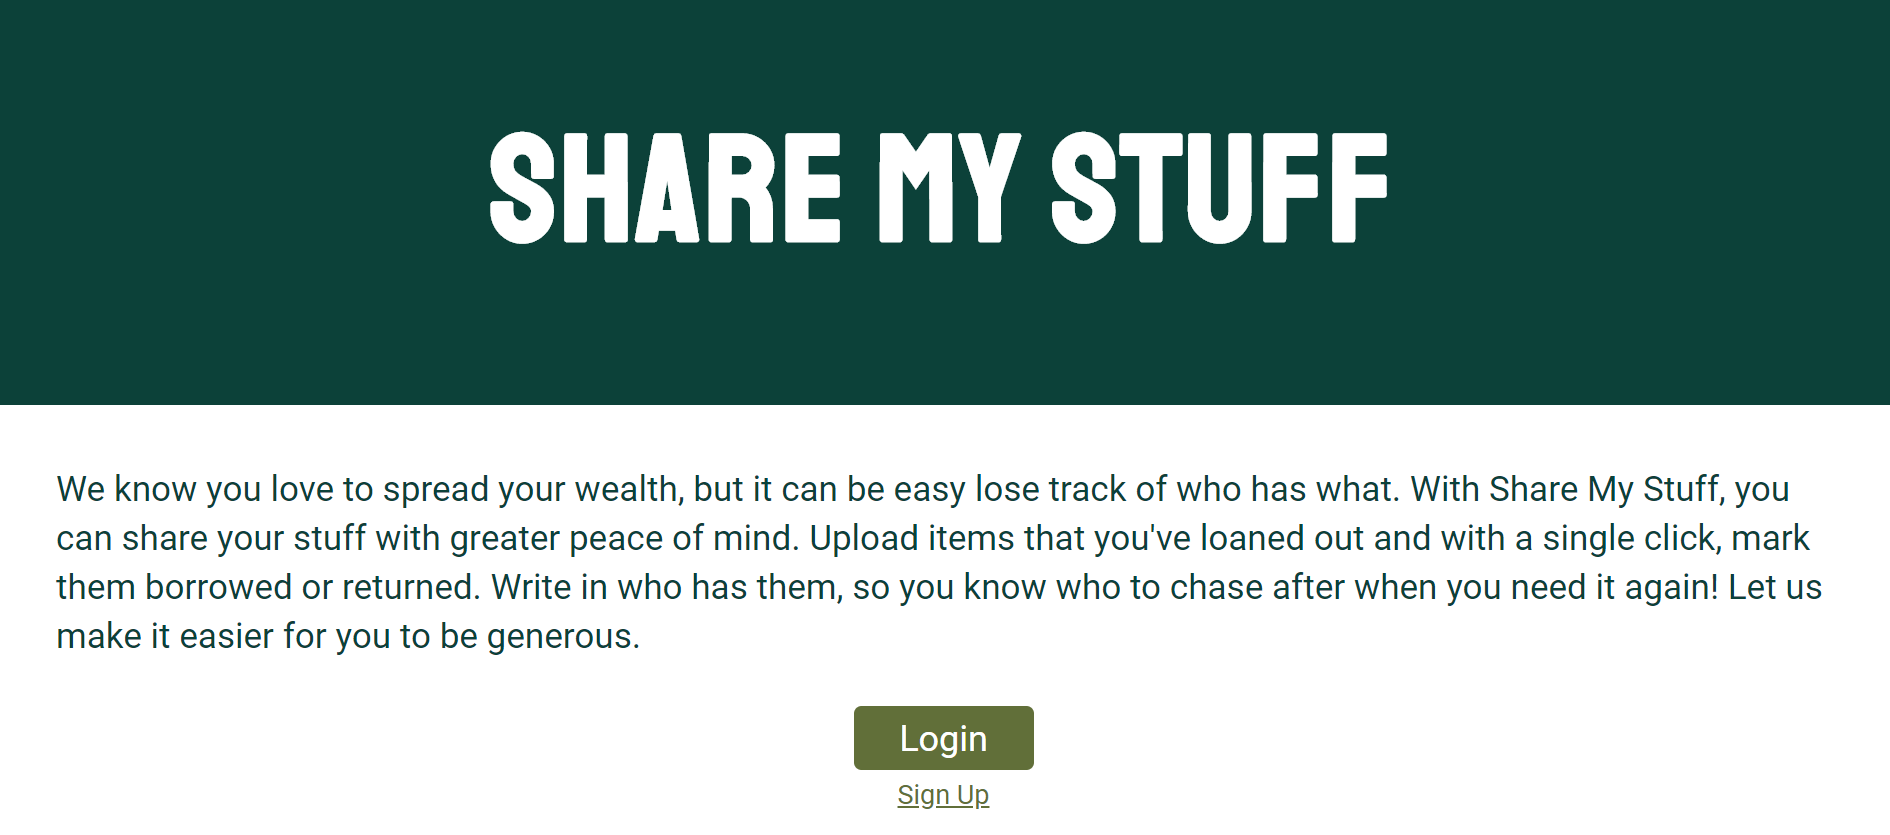 SHARE MY STUFF
We know you love to spread your wealth, but it can be easy lose track of who has what. With Share My Stuff, you
can share your stuff with greater peace of mind. Upload items that you've loaned out and with a single click, mark
them borrowed or returned. Write in who has them, so you know who to chase after when you need it again! Let us
make it easier for you to be generous.
Login
Sign Up